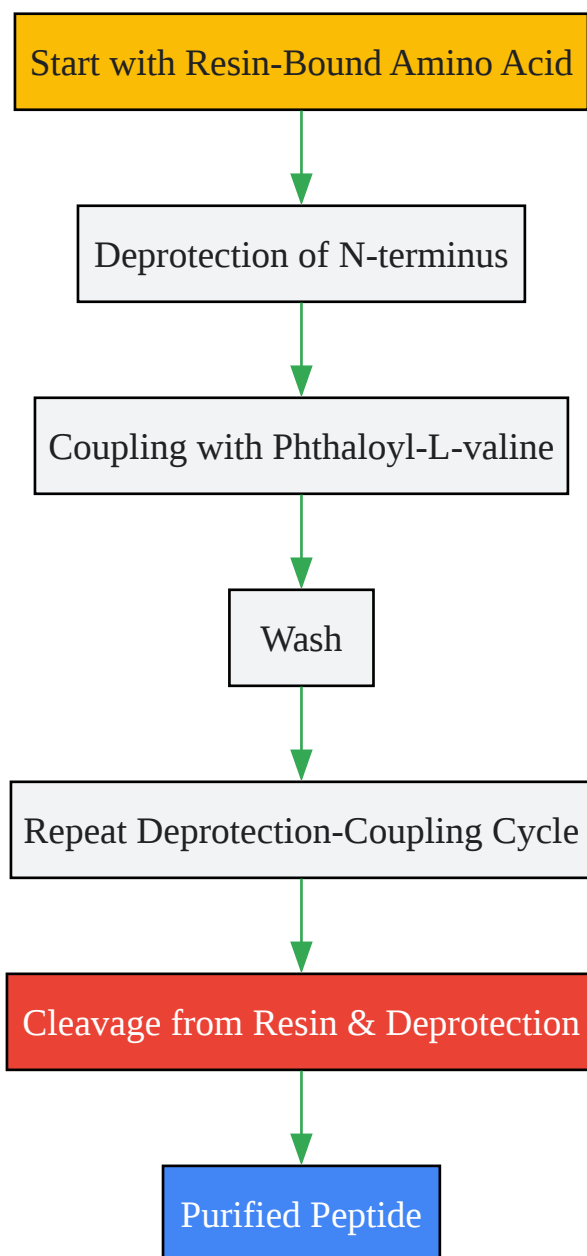 Start with Resin-Bound Amino Acid
Deprotection of N-terminus
Coupling with Phthaloyl-L-valine
Wash
Repeat Deprotection-Coupling Cycle
Cleavage from Resin & Deprotection
Purified Peptide